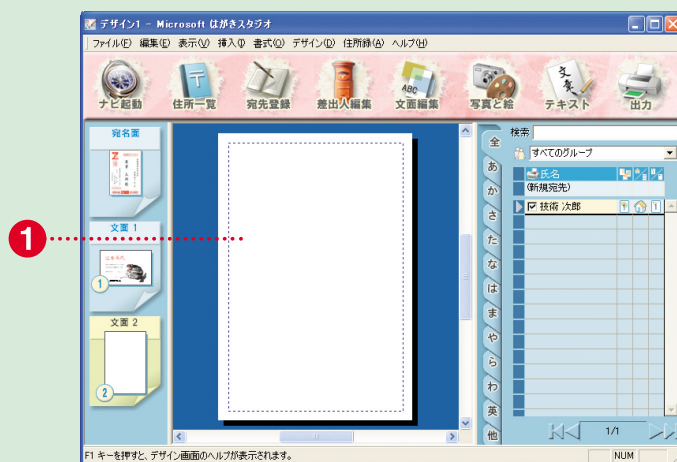 デザイン1 - Microsoft はがきスタジオ
ファイル(F) 編集(E) 表示(V) 挿入(I) 書式(O) デザイン(D) 住所録(A) ヘルプ(H)
ABC
文章
ナビ起動 住所一覧 宛先登録 差出人編集 文面編集 写真と絵 テキスト 出力
宛名面
文面 1
1
文面 2
2
1
全
あ
か
さ
た
な
は
ま
や
ら
わ
英
他
検索
すべてのグループ
氏名
(新規宛先)
技術 次郎
1
1/1
F1 キーを押すと、デザイン画面のヘルプが表示されます。
NUM